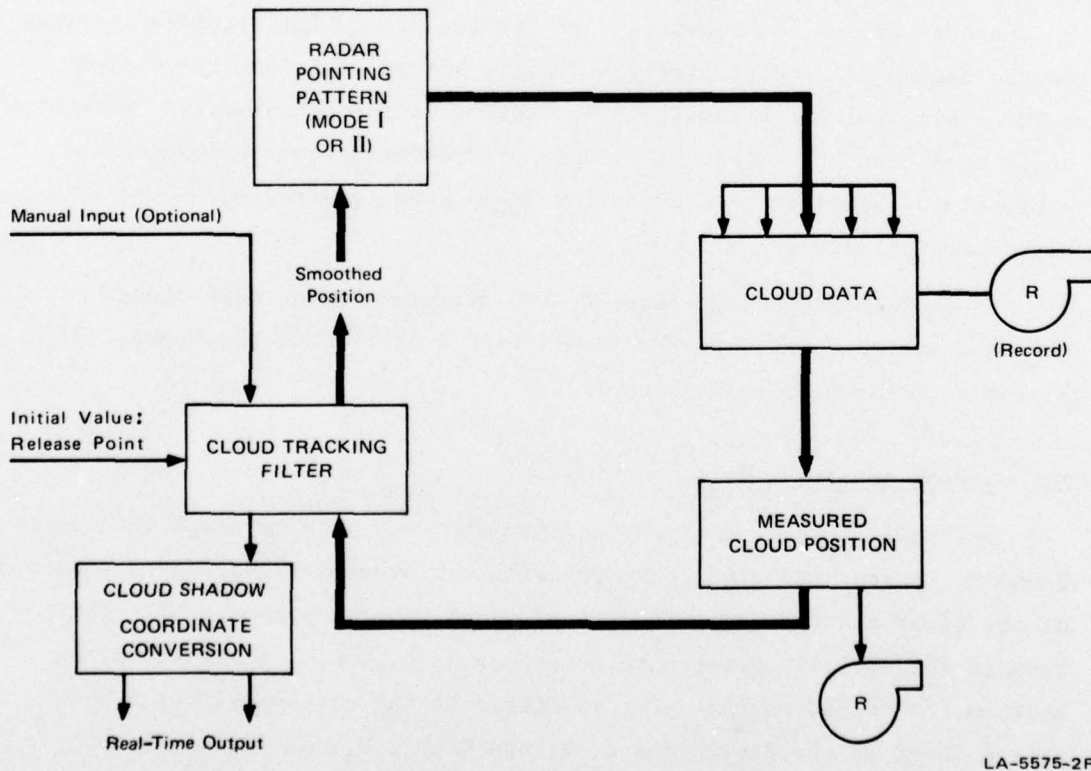 RADAR
POINTING
PATTERN
(MODE I
OR II)
Manual Input (Optional)
Smoothed
Position
CLOUD DATA
R
(Record)
Initial Value:
Release Point
CLOUD TRACKING
FILTER
MEASURED
CLOUD POSITION
CLOUD SHADOW
COORDINATE
CONVERSION
R
Real-Time Output
LA-5575-2R